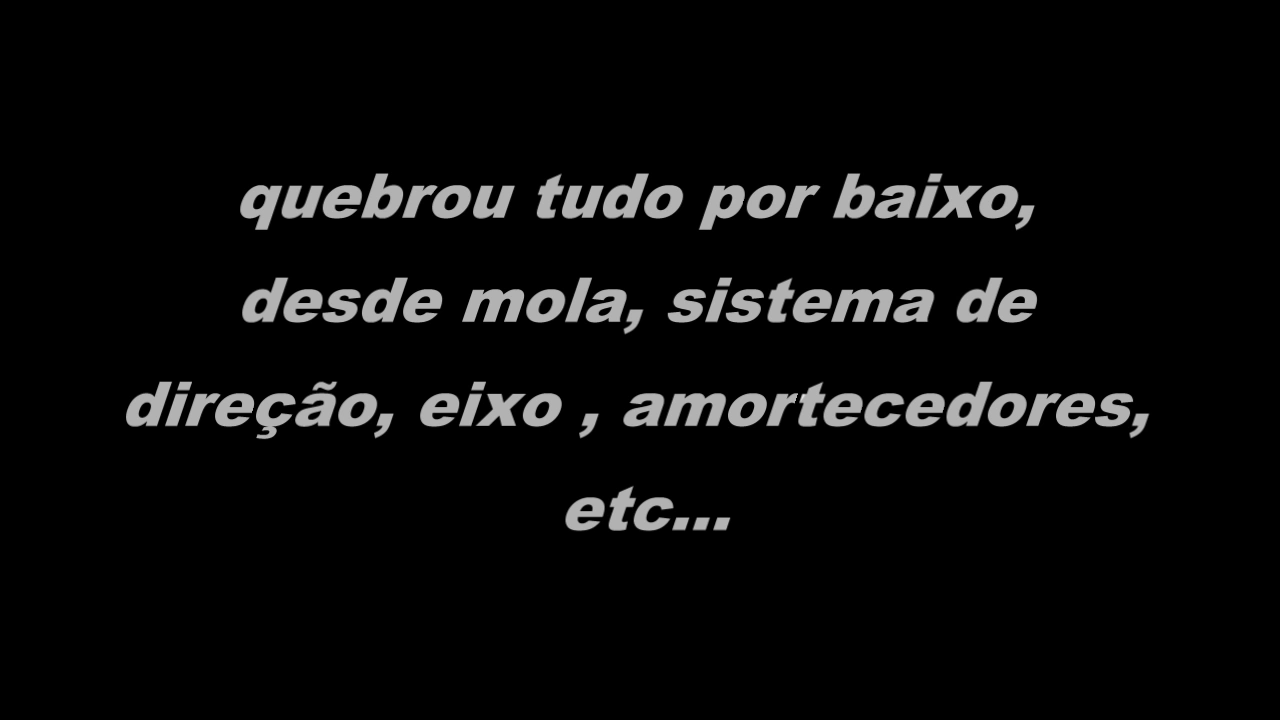 quebrou tudo por baixo,
desde mola, sistema de
direção, eixo , amortecedores,
etc...